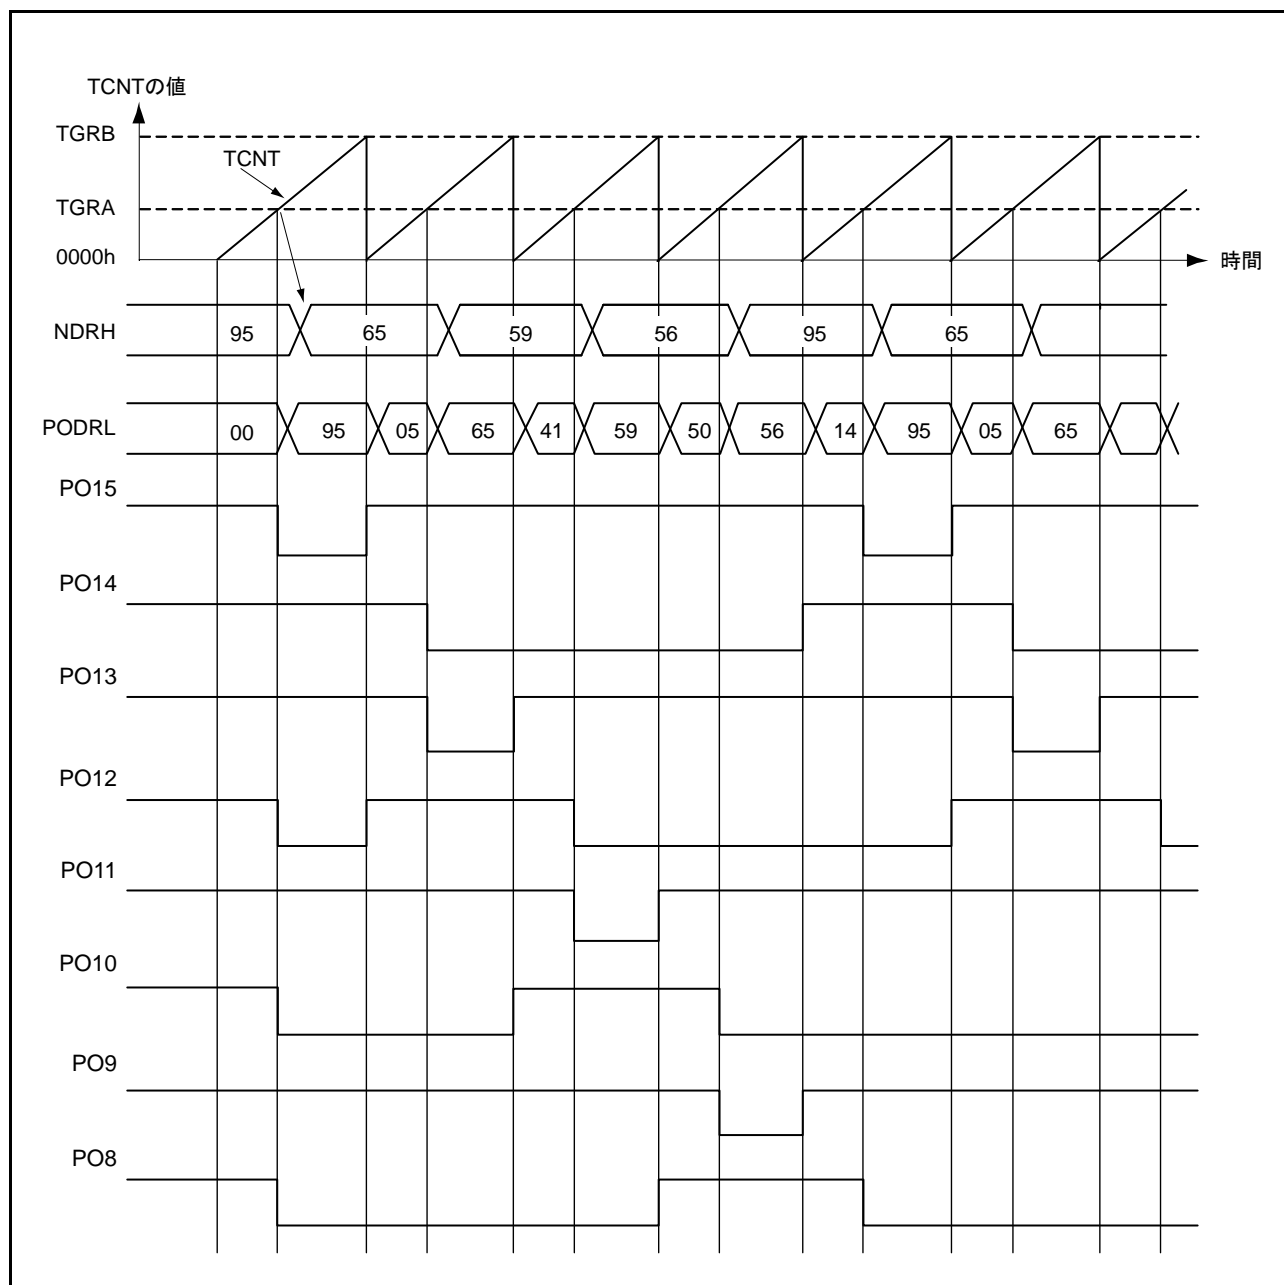 TCNTの値
TGRB
TCNT
TGRA
0000h
時間
NDRH
95 65 59 56 95 65
PODRL
00 95 05 65 41 59 50 56 14 95 05 65
PO15
PO14
PO13
PO12
PO11
PO10
PO9
PO8